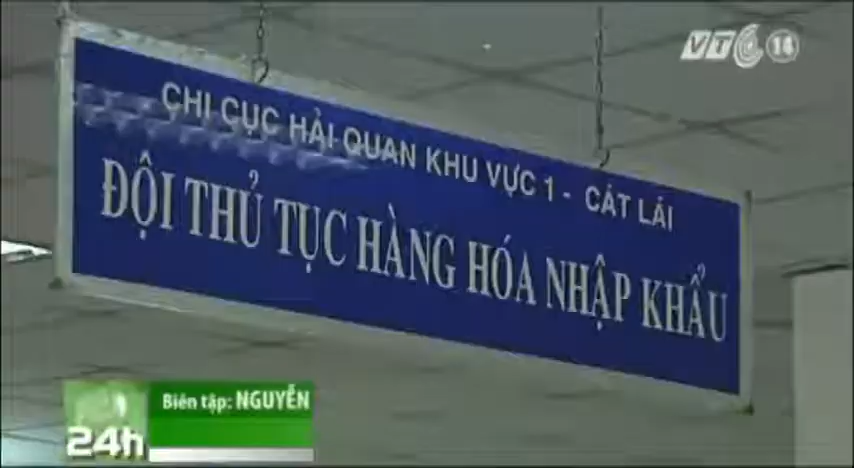 VTC 14
CHI CỤC HẢI QUAN KHU VỰC 1 - CÁT LÁI
ĐỘI THỦ TỤC HÀNG HÓA NHẬP KHẨU
Biên tập: NGUYỄN
24h